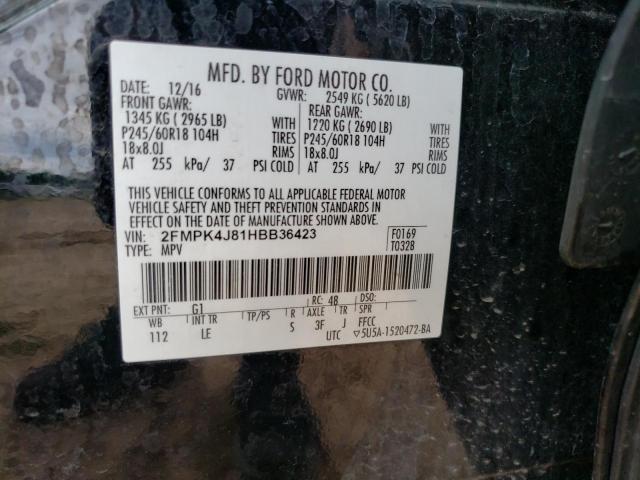 MFD. BY FORD MOTOR CO.
DATE: 12/16 GVWR: 2549 KG ( 5620 LB)
FRONT GAWR: REAR GAWR:
1345 KG ( 2965 LB) WITH 1220 KG ( 2690 LB) WITH
P245/60R18 104H TIRES P245/60R18 104H TIRES
18x8.0J RIMS 18x8.0J RIMS
AT 255 kPa/ 37 PSI COLD AT 255 kPa/ 37 PSI COLD
THIS VEHICLE CONFORMS TO ALL APPLICABLE FEDERAL MOTOR
VEHICLE SAFETY AND THEFT PREVENTION STANDARDS IN
EFFECT ON THE DATE OF MANUFACTURE SHOWN ABOVE.
VIN: 2FMPK4J81HBB36423 F0169
TYPE: MPV T0328
EXT PNT: G1 RC: 48 DSO:
WB INT TR TP/PS R AXLE TR SPR
112 LE S 3F J FFCC
UTC ▽5U5A-1520472-BA